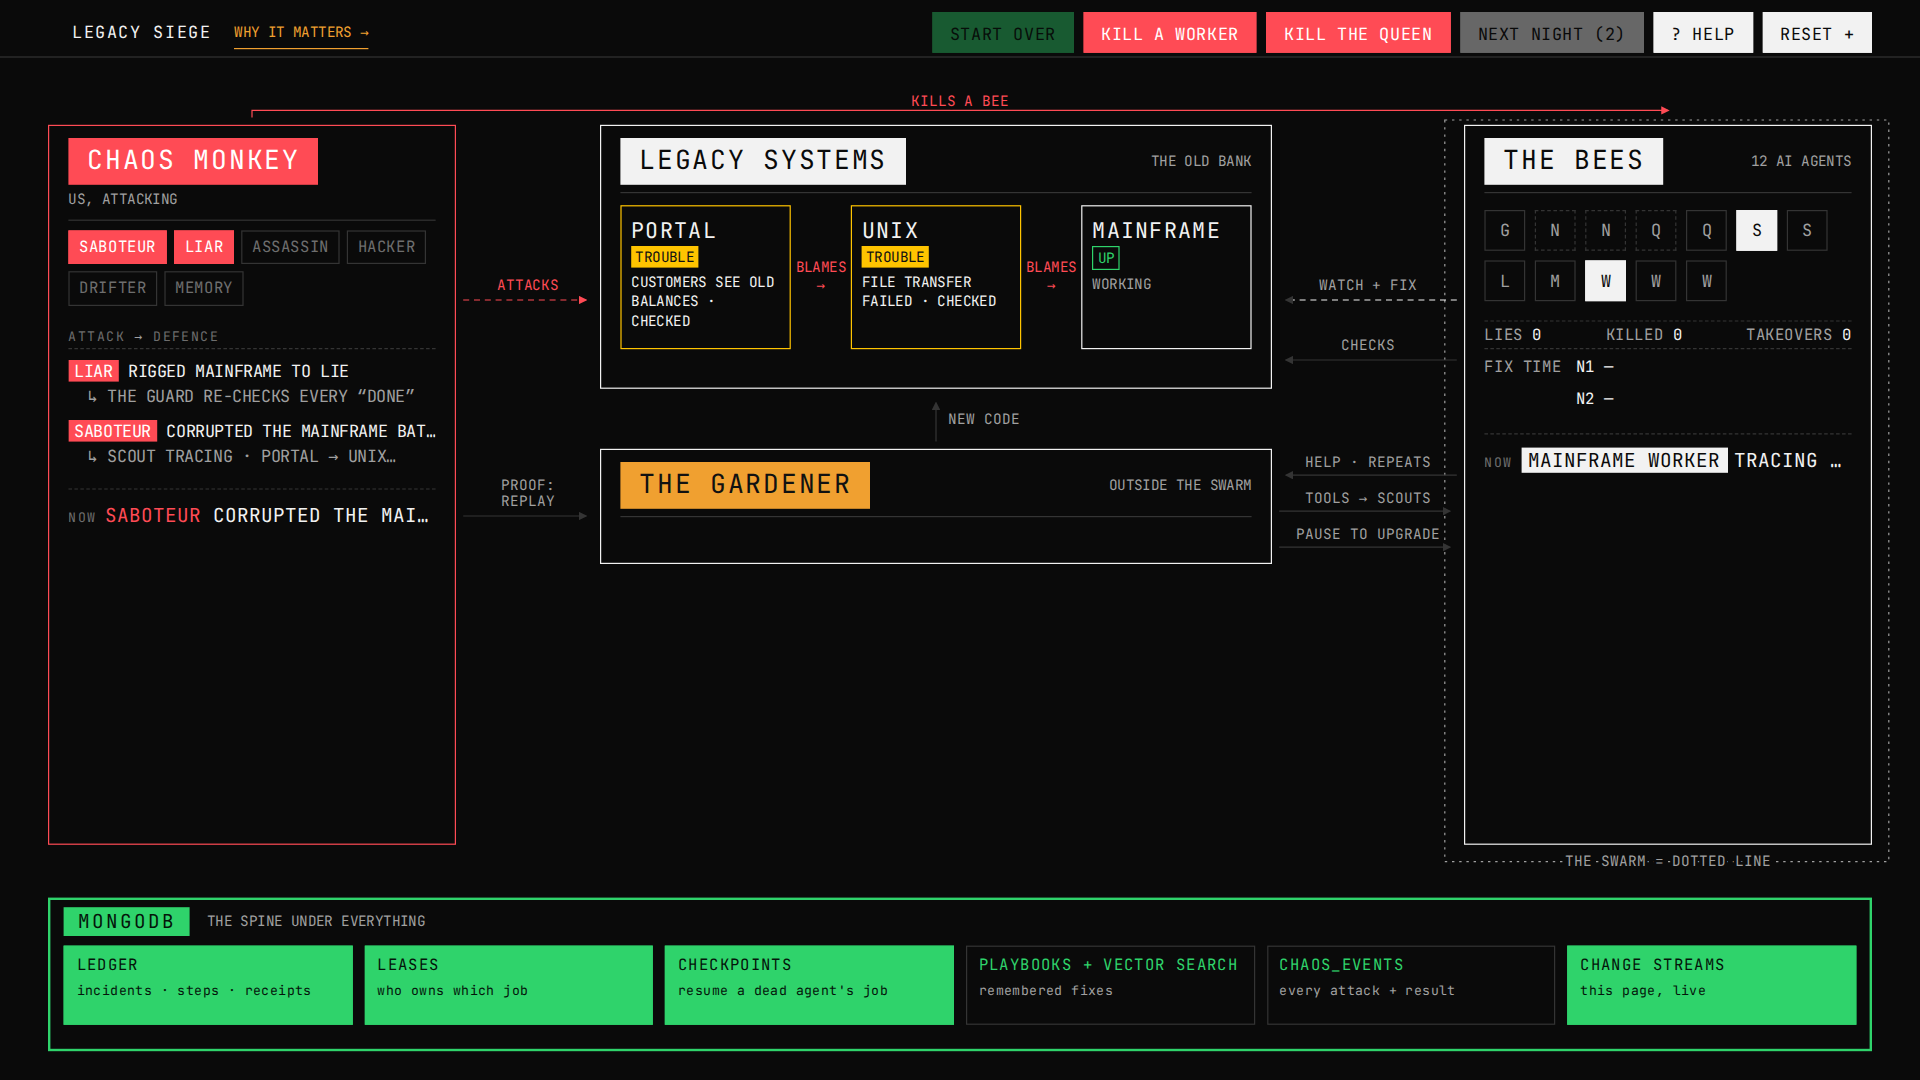 LEGACY SIEGE
WHY IT MATTERS →
START OVER
KILL A WORKER
KILL THE QUEEN
NEXT NIGHT (2)
? HELP
RESET +
KILLS A BEE
CHAOS MONKEY
US, ATTACKING
SABOTEUR LIAR ASSASSIN HACKER
DRIFTER MEMORY
ATTACK → DEFENCE
LIAR RIGGED MAINFRAME TO LIE
↳ THE GUARD RE-CHECKS EVERY “DONE”
SABOTEUR CORRUPTED THE MAINFRAME BAT…
↳ SCOUT TRACING · PORTAL → UNIX…
NOW SABOTEUR CORRUPTED THE MAI…
ATTACKS
PROOF:
REPLAY
LEGACY SYSTEMS
THE OLD BANK
PORTAL
TROUBLE
CUSTOMERS SEE OLD
BALANCES ·
CHECKED
BLAMES
→
UNIX
TROUBLE
FILE TRANSFER
FAILED · CHECKED
BLAMES
→
MAINFRAME
UP
WORKING
NEW CODE
THE GARDENER
OUTSIDE THE SWARM
WATCH + FIX
CHECKS
HELP · REPEATS
TOOLS → SCOUTS
PAUSE TO UPGRADE
THE BEES
12 AI AGENTS
G N N Q Q S S
L M W W W
LIES 0 KILLED 0 TAKEOVERS 0
FIX TIME N1 —
N2 —
NOW MAINFRAME WORKER TRACING …
THE SWARM = DOTTED LINE
MONGODB
THE SPINE UNDER EVERYTHING
LEDGER
incidents · steps · receipts
LEASES
who owns which job
CHECKPOINTS
resume a dead agent's job
PLAYBOOKS + VECTOR SEARCH
remembered fixes
CHAOS_EVENTS
every attack + result
CHANGE STREAMS
this page, live